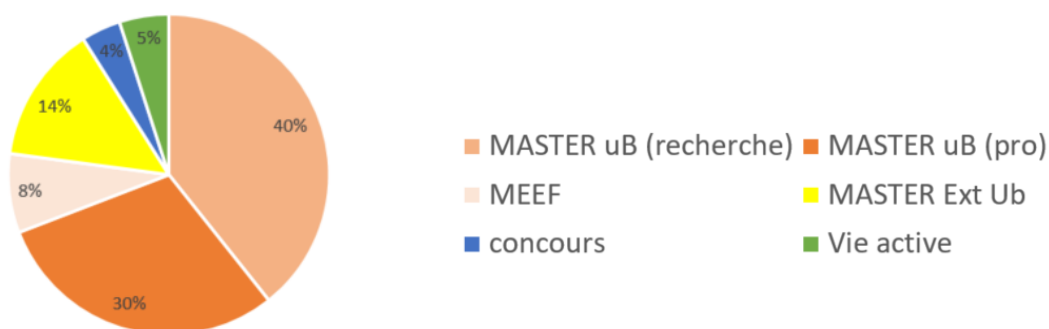 5%
4%
14%
40%
8%
30%
MASTER uB (recherche) MASTER uB (pro)
MEEF MASTER Ext Ub
concours Vie active